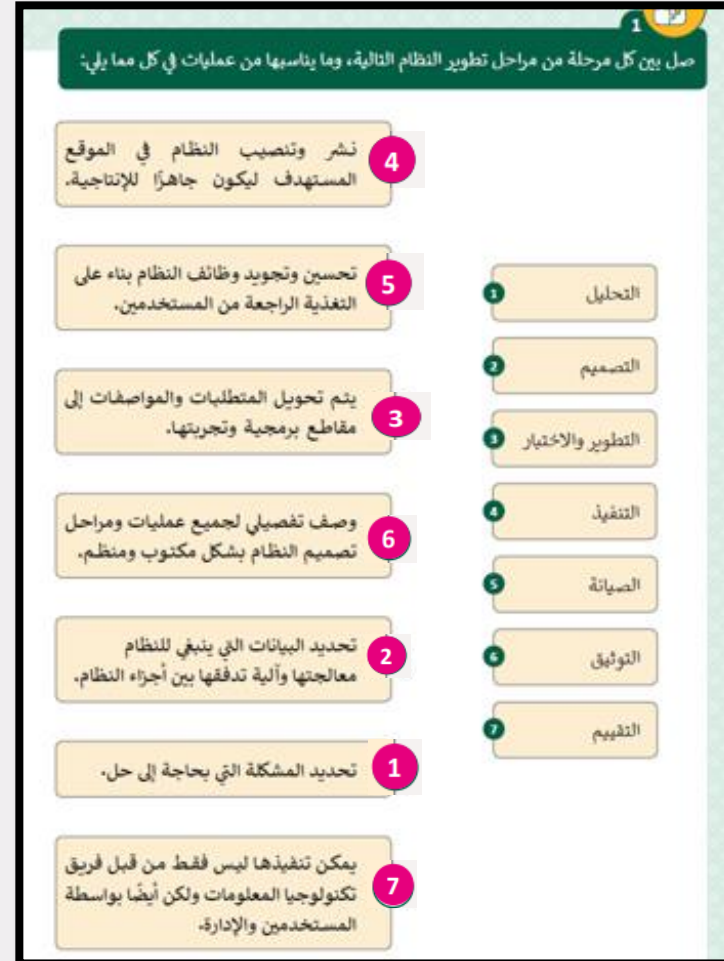 1
صل بين كل مرحلة من مراحل تطوير النظام التالية، وما يناسبها من عمليات في كل مما يلي:
التحليل 1
التصميم 2
التطوير والاختبار 3
التنفيذ 4
الصيانة 5
التوثيق 6
التقييم 7
4
نشر وتنصيب النظام في الموقع
المستهدف ليكون جاهزًا للإنتاجية.
5
تحسين وتجويد وظائف النظام بناء على
التغذية الراجعة من المستخدمين.
3
يتم تحويل المتطلبات والمواصفات إلى
مقاطع برمجية وتجربتها.
6
وصف تفصيلي لجميع عمليات ومراحل
تصميم النظام بشكل مكتوب ومنظم.
2
تحديد البيانات التي ينبغي للنظام
معالجتها وآلية تدفقها بين أجزاء النظام.
1
تحديد المشكلة التي بحاجة إلى حل.
7
يمكن تنفيذها ليس فقط من قبل فريق
تكنولوجيا المعلومات ولكن أيضًا بواسطة
المستخدمين والإدارة.